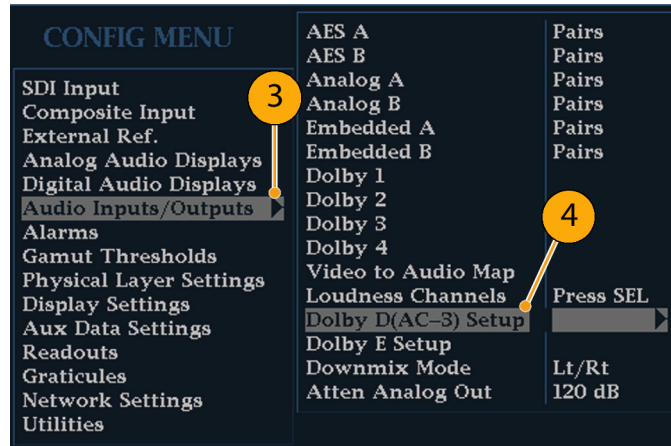 CONFIG MENU
SDI Input
Composite Input
External Ref.
Analog Audio Displays
Digital Audio Displays
Audio Inputs/Outputs
Alarms
Gamut Thresholds
Physical Layer Settings
Display Settings
Aux Data Settings
Readouts
Graticules
Network Settings
Utilities
3
AES A Pairs
AES B Pairs
Analog A Pairs
Analog B Pairs
Embedded A Pairs
Embedded B Pairs
Dolby 1
Dolby 2
Dolby 3
Dolby 4
Video to Audio Map
Loudness Channels Press SEL
Dolby D(AC–3) Setup
Dolby E Setup
Downmix Mode Lt/Rt
Atten Analog Out 120 dB
4